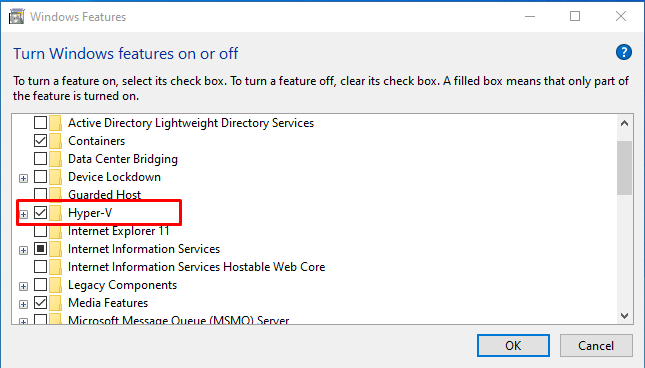 Windows Features
Turn Windows features on or off
To turn a feature on, select its check box. To turn a feature off, clear its check box. A filled box means that only part of
the feature is turned on.
Active Directory Lightweight Directory Services
Containers
Data Center Bridging
Device Lockdown
Guarded Host
Hyper-V
Internet Explorer 11
Internet Information Services
Internet Information Services Hostable Web Core
Legacy Components
Media Features
Microsoft Message Queue (MSMQ) Server
OK Cancel